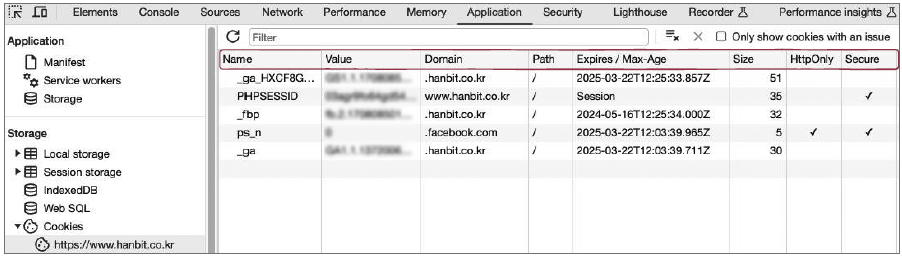 Elements Console Sources Network Performance Memory Application Security Lighthouse Recorder Performance insights
Application
Manifest
Service workers
Storage
Storage
Local storage
Session storage
IndexedDB
Web SQL
Cookies
https://www.hanbit.co.kr
Filter
Only show cookies with an issue
Name Value Domain Path Expires / Max-Age Size HttpOnly Secure
_ga_HXCF8G... .hanbit.co.kr / 2025-03-22T12:25:33.857Z 51
PHPSESSID www.hanbit.co.kr / Session 35 ✓
_fbp .hanbit.co.kr / 2024-05-16T12:25:34.000Z 32
ps_n 0 .facebook.com / 2025-03-22T12:03:39.965Z 5 ✓ ✓
_ga .hanbit.co.kr / 2025-03-22T12:03:39.711Z 30